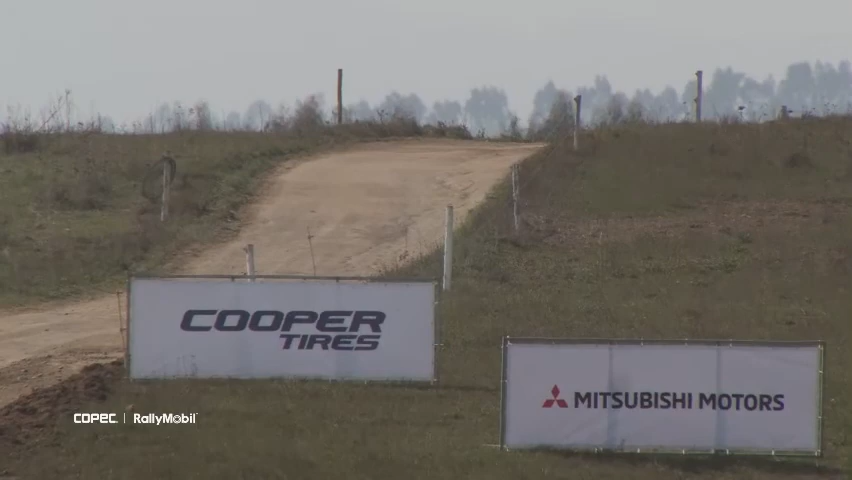 COOPER
TIRES
MITSUBISHI MOTORS
COPEC | RallyMobil